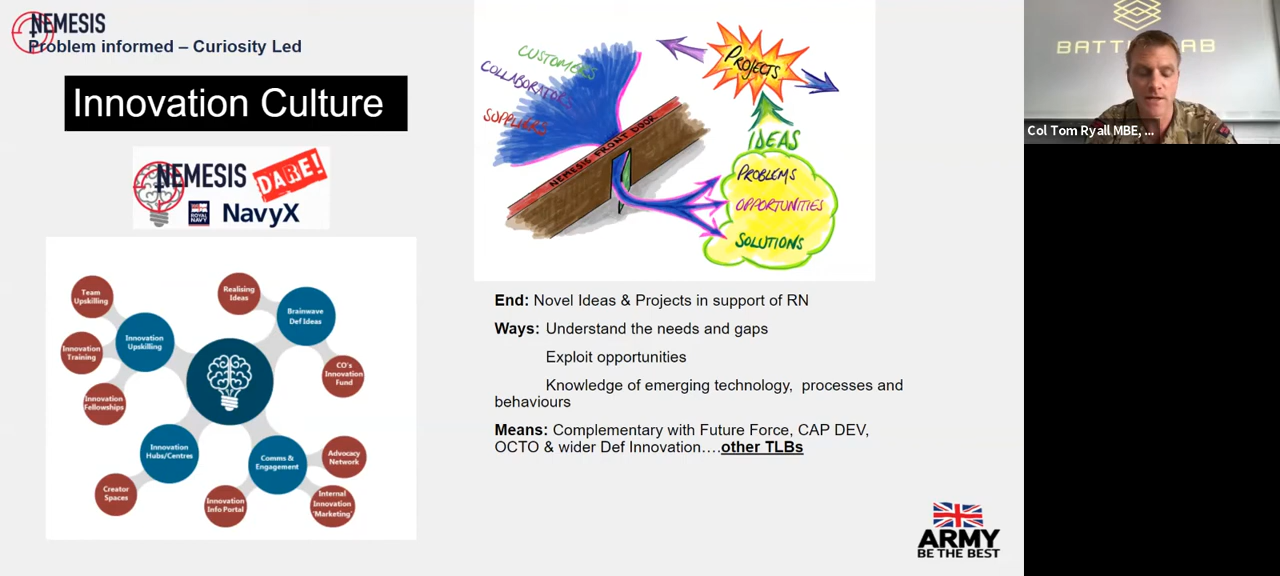 NEMESIS
Problem informed – Curiosity Led
Innovation Culture
NEMESIS
DARE!
ROYAL
NAVY
NavyX
Team
Upskilling
Innovation
Training
Innovation
Fellowships
Innovation
Upskilling
Realising
Ideas
Brainwave
Def Ideas
CO's
Innovation
Fund
Innovation
Hubs/Centres
Creator
Spaces
Comms &
Engagement
Advocacy
Network
Innovation
Info Portal
Internal
Innovation
'Marketing'
CUSTOMERS
COLLABORATORS
SUPPLIERS
NEMESIS FRONT DOOR
PROJECTS
IDEAS
PROBLEMS
OPPORTUNITIES
SOLUTIONS
End: Novel Ideas & Projects in support of RN
Ways: Understand the needs and gaps
Exploit opportunities
Knowledge of emerging technology, processes and
behaviours
Means: Complementary with Future Force, CAP DEV,
OCTO & wider Def Innovation….other TLBs
ARMY
BE THE BEST
Col Tom Ryall MBE, ...